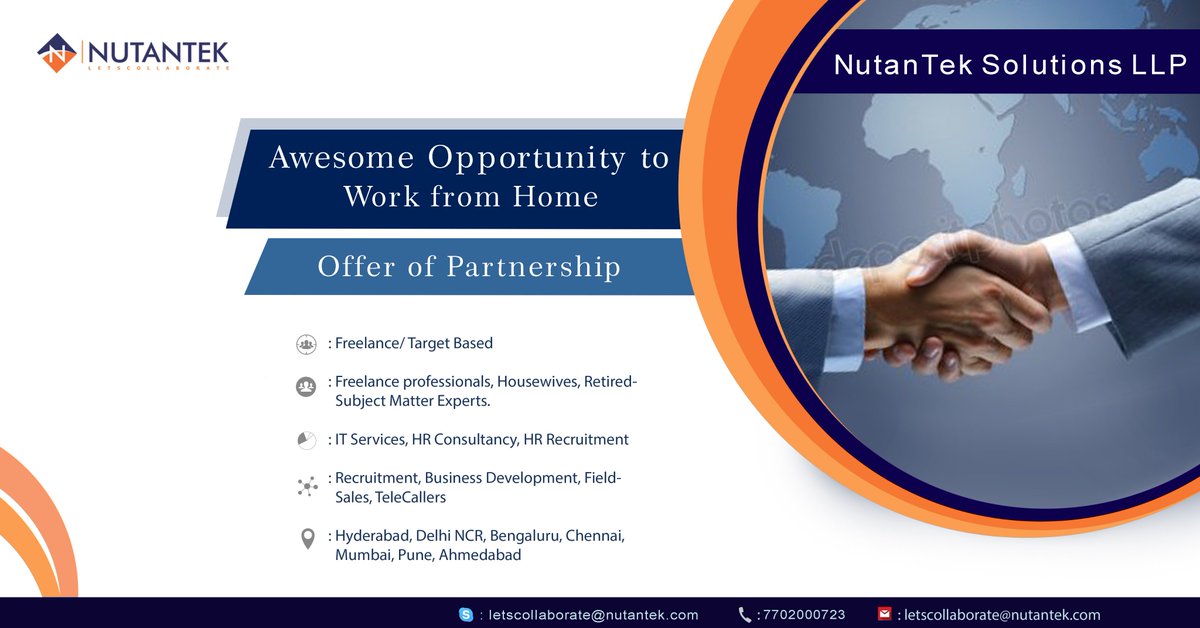 N NUTANTEK
LETSCOLLABORATE
NutanTek Solutions LLP
Awesome Opportunity to
Work from Home
Offer of Partnership
: Freelance/ Target Based
: Freelance professionals, Housewives, Retired-
Subject Matter Experts.
: IT Services, HR Consultancy, HR Recruitment
: Recruitment, Business Development, Field-
Sales, TeleCallers
: Hyderabad, Delhi NCR, Bengaluru, Chennai,
Mumbai, Pune, Ahmedabad
depositphotos
: letscollaborate@nutantek.com
: 7702000723
: letscollaborate@nutantek.com